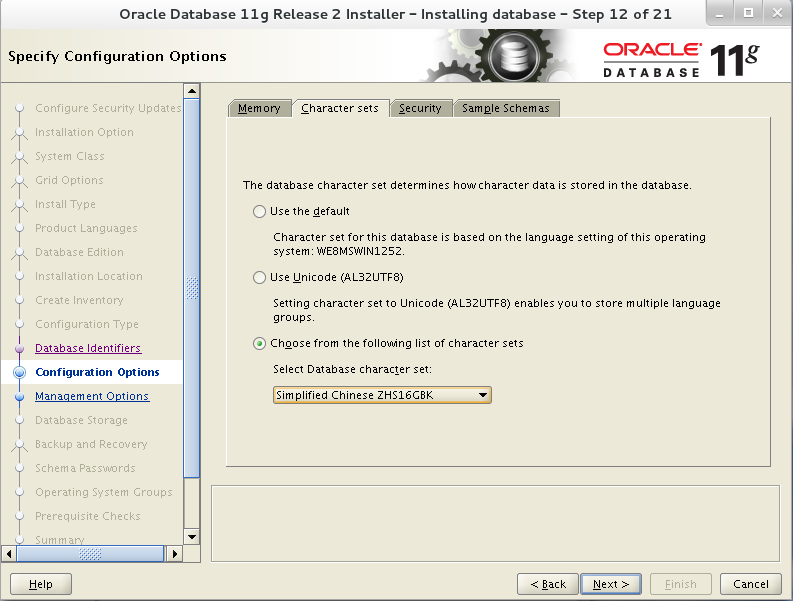 Oracle Database 11g Release 2 Installer - Installing database - Step 12 of 21
Specify Configuration Options
ORACLE
DATABASE
11g
Configure Security Updates
Installation Option
System Class
Grid Options
Install Type
Product Languages
Database Edition
Installation Location
Create Inventory
Configuration Type
Database Identifiers
Configuration Options
Management Options
Database Storage
Backup and Recovery
Schema Passwords
Operating System Groups
Prerequisite Checks
Summary
Memory
Character sets
Security
Sample Schemas
The database character set determines how character data is stored in the database.
Use the default
Character set for this database is based on the language setting of this operating
system: WE8MSWIN1252.
Use Unicode (AL32UTF8)
Setting character set to Unicode (AL32UTF8) enables you to store multiple language
groups.
Choose from the following list of character sets
Select Database character set:
Simplified Chinese ZHS16GBK
Help
< Back
Next >
Finish
Cancel